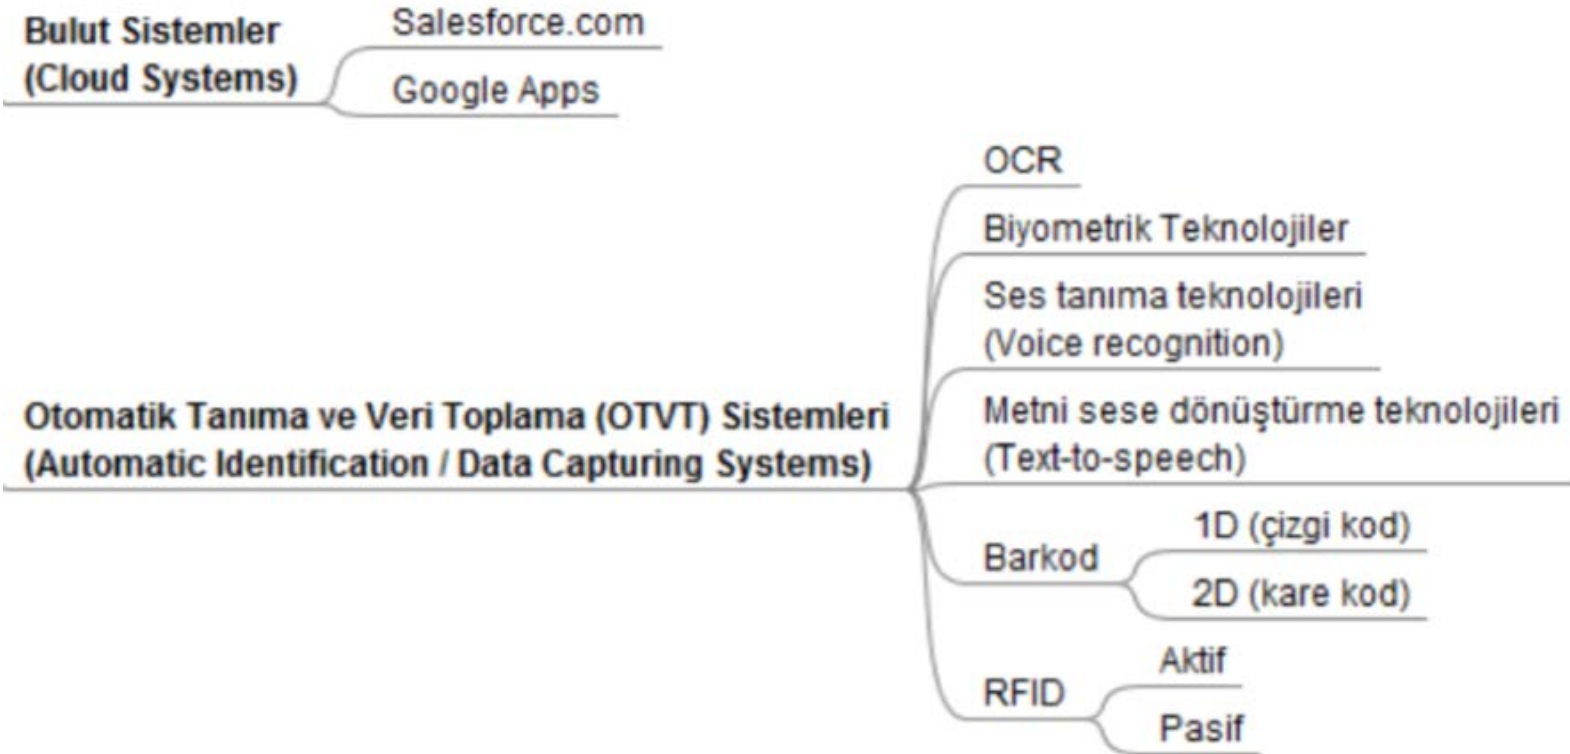 Bulut Sistemler
(Cloud Systems)
Salesforce.com
Google Apps
Otomatik Tanıma ve Veri Toplama (OTVT) Sistemleri
(Automatic Identification / Data Capturing Systems)
OCR
Biyometrik Teknolojiler
Ses tanıma teknolojileri
(Voice recognition)
Metni sese dönüştürme teknolojileri
(Text-to-speech)
Barkod
1D (çizgi kod)
2D (kare kod)
RFID
Aktif
Pasif